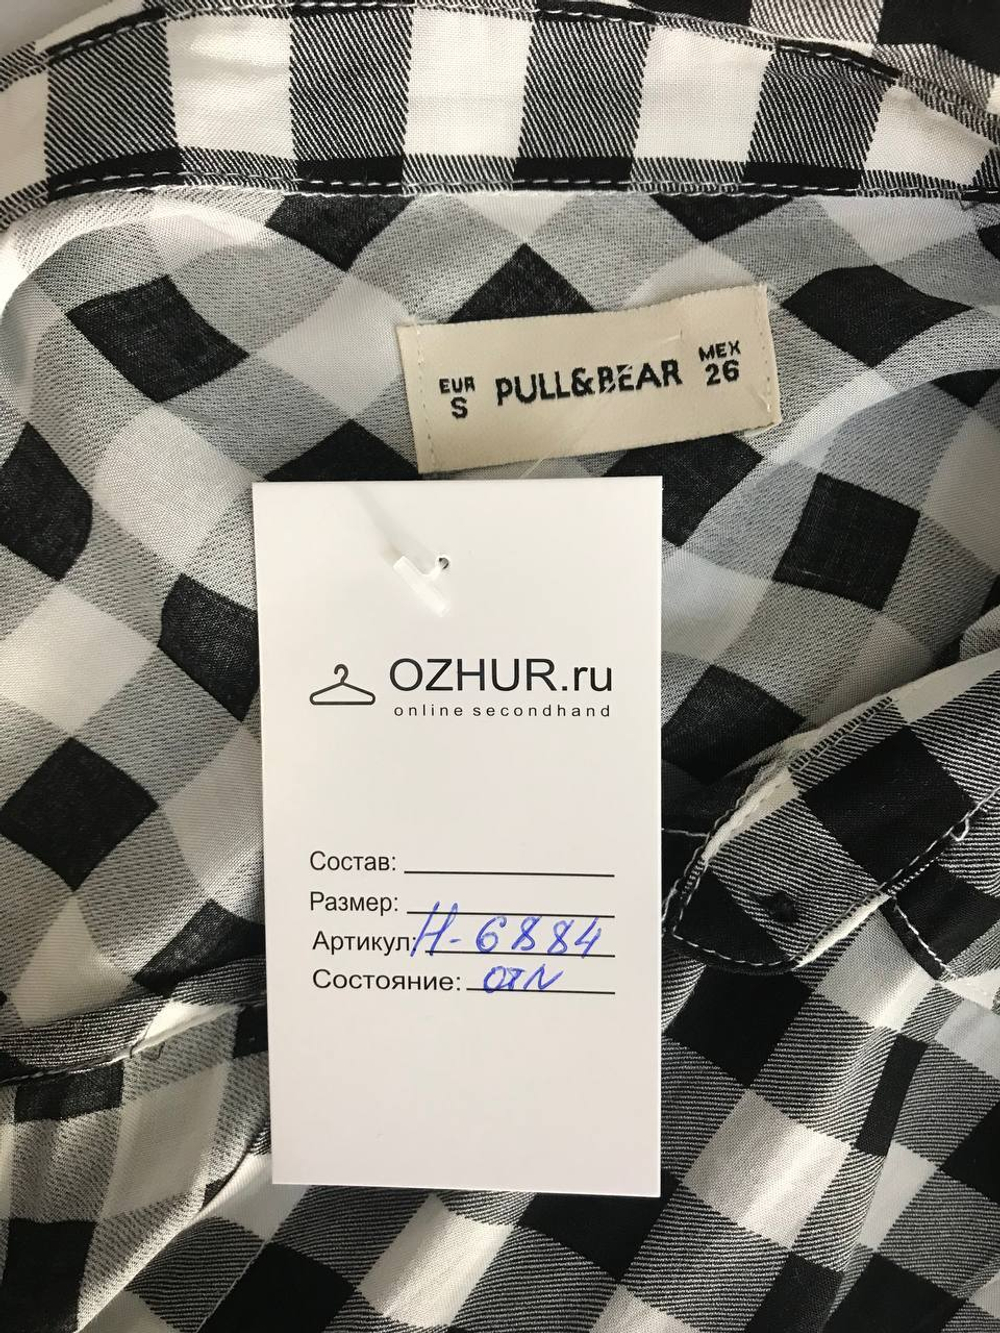 EUR S PULL&BEAR MEX 26
OZHUR.ru
online secondhand
Состав:
Размер:
Артикул: Н-6884
Состояние: отл